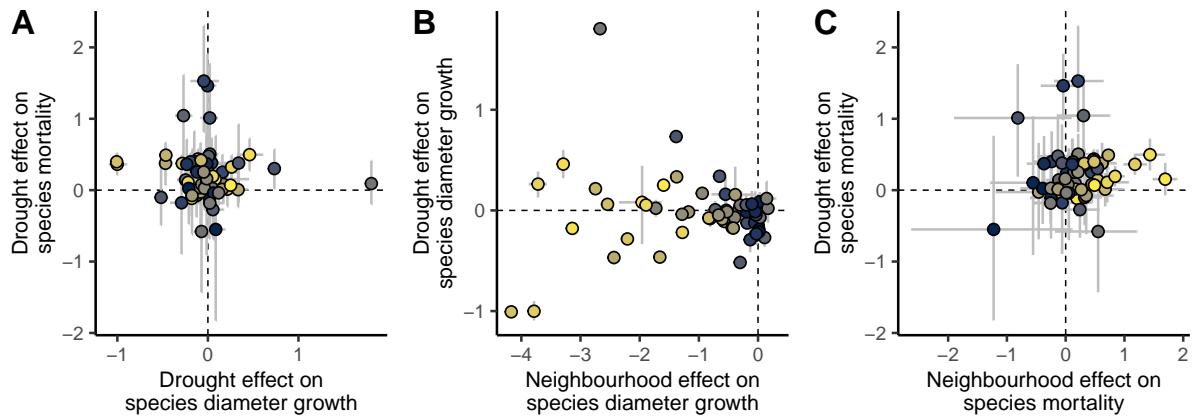 A
Drought effect on
species mortality
2
1
0
−1
−2
−1
0
1
Drought effect on
species diameter growth
B
Drought effect on
species diameter growth
1
0
−1
−4
−3
−2
−1
0
Neighbourhood effect on
species diameter growth
C
Drought effect on
species mortality
2
1
0
−1
−2
−2
−1
0
1
2
Neighbourhood effect on
species mortality